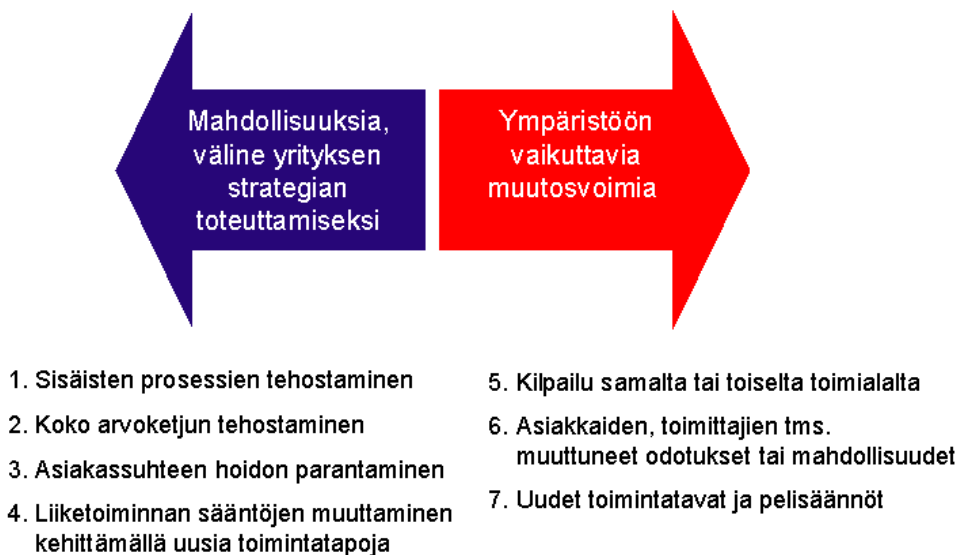 Mahdollisuuksia,
väline yrityksen
strategian
toteuttamiseksi
Ympäristöön
vaikuttavia
muutosvoimia
1. Sisäisten prosessien tehostaminen
2. Koko arvoketjun tehostaminen
3. Asiakassuhteen hoidon parantaminen
4. Liiketoiminnan sääntöjen muuttaminen
kehittämällä uusia toimintatapoja
5. Kilpailu samalta tai toiselta toimialalta
6. Asiakkaiden, toimittajien tms.
muuttuneet odotukset tai mahdollisuudet
7. Uudet toimintatavat ja pelisäännöt